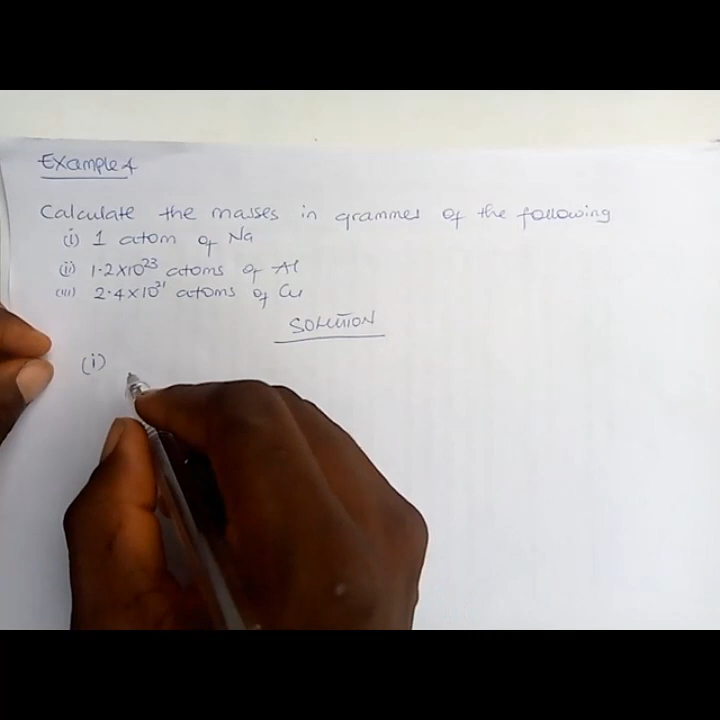 Example 4
Calculate the masses in grammes of the following
(i) 1 atom of Na
(ii) 1.2×10²³ atoms of Al
(iii) 2.4×10³¹ atoms of Cu
SOLUTION
(i)